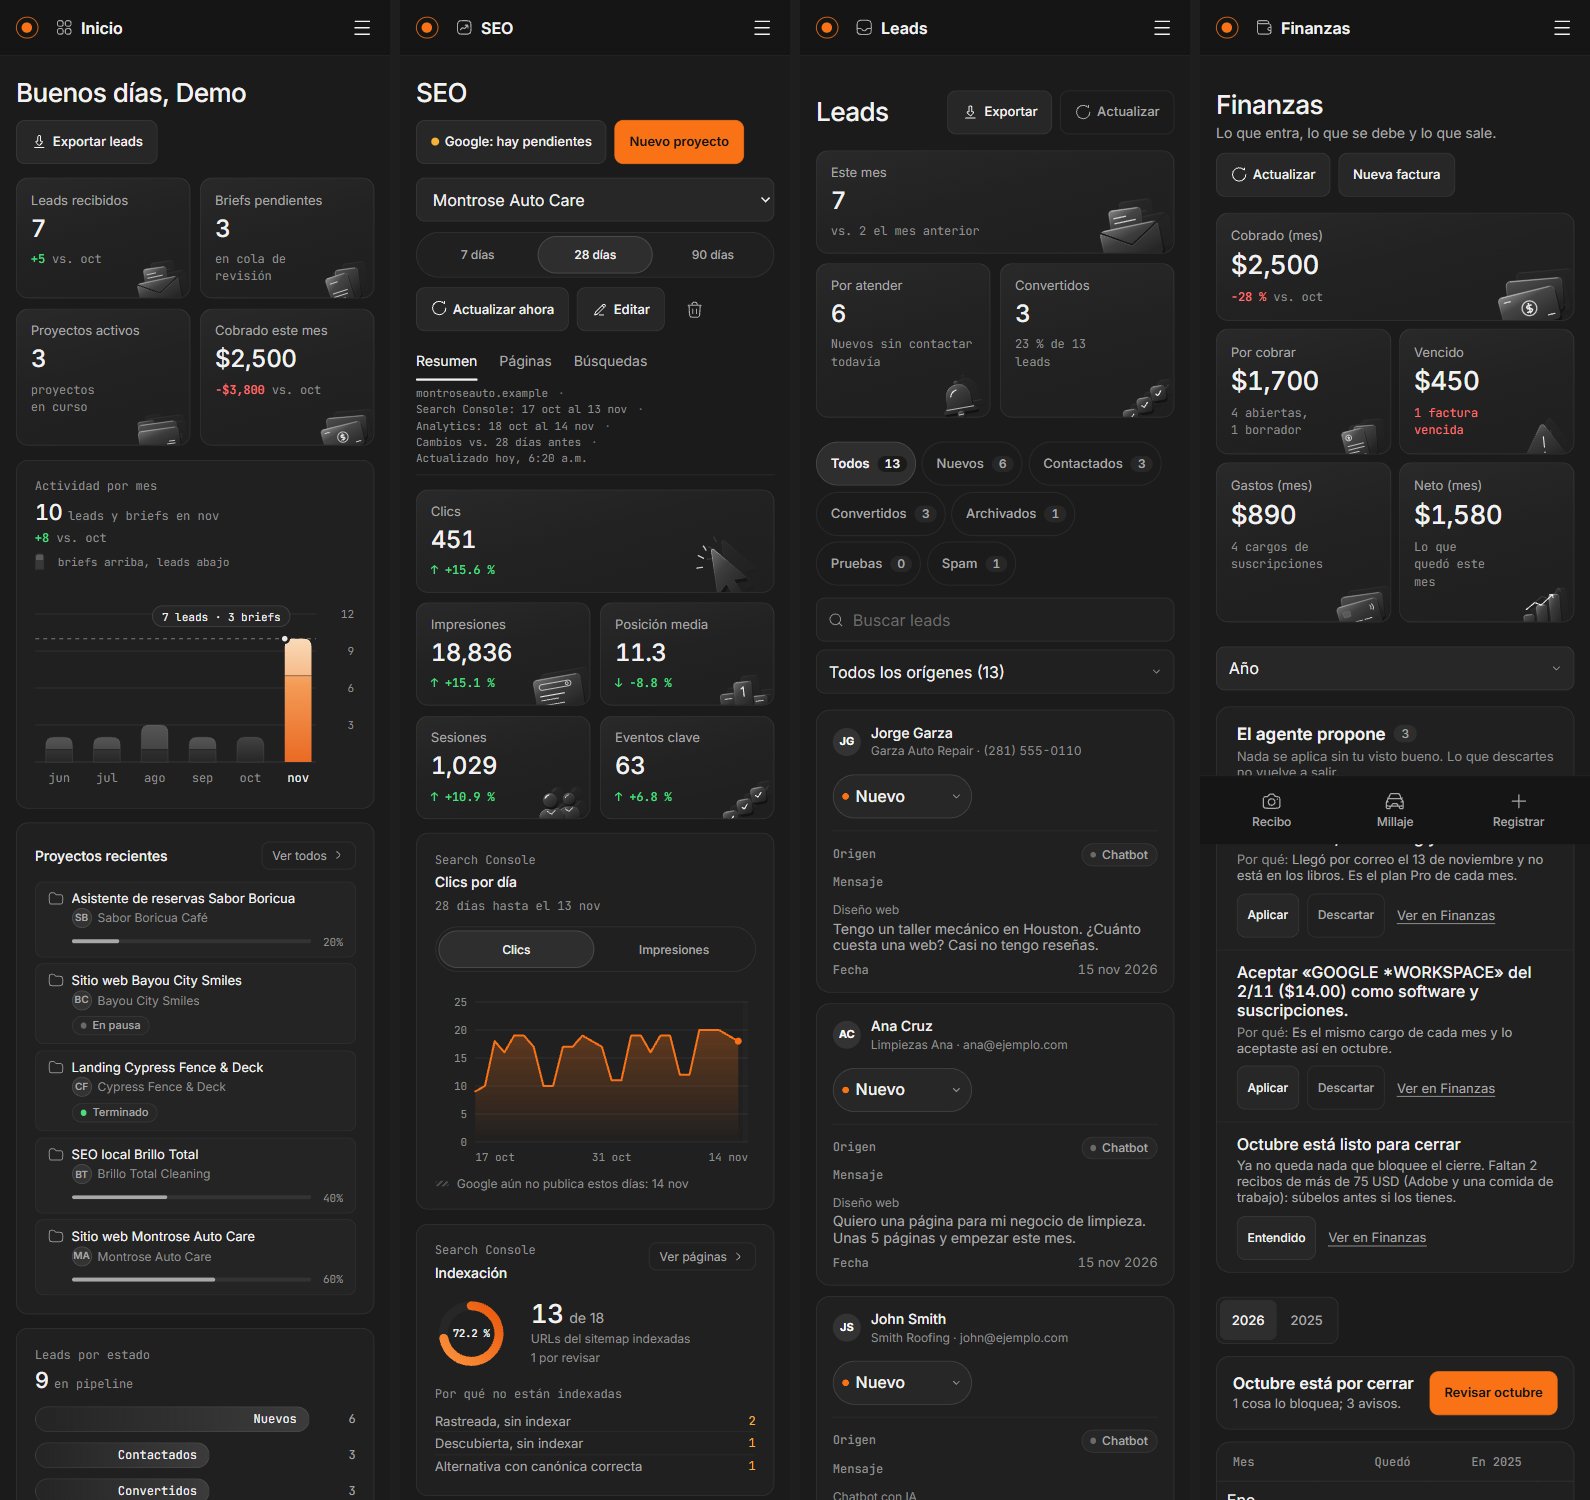 Inicio
Buenos días, Demo
Exportar leads
Leads recibidos
7
+5 vs. oct
Briefs pendientes
3
en cola de
revisión
Proyectos activos
3
proyectos
en curso
Cobrado este mes
$2,500
-$3,800 vs. oct
Actividad por mes
10 leads y briefs en nov
+8 vs. oct
briefs arriba, leads abajo
7 leads · 3 briefs
12
9
6
3
jun
jul
ago
sep
oct
nov
Proyectos recientes
Ver todos
Asistente de reservas Sabor Boricua
SB Sabor Boricua Café
20%
Sitio web Bayou City Smiles
BC Bayou City Smiles
En pausa
Landing Cypress Fence & Deck
CF Cypress Fence & Deck
Terminado
SEO local Brillo Total
BT Brillo Total Cleaning
40%
Sitio web Montrose Auto Care
MA Montrose Auto Care
60%
Leads por estado
9 en pipeline
Nuevos 6
Contactados 3
Convertidos 3
SEO
SEO
Google: hay pendientes
Nuevo proyecto
Montrose Auto Care
7 días
28 días
90 días
Actualizar ahora
Editar
Resumen
Páginas
Búsquedas
montroseauto.example ·
Search Console: 17 oct al 13 nov ·
Analytics: 18 oct al 14 nov ·
Cambios vs. 28 días antes ·
Actualizado hoy, 6:20 a.m.
Clics
451
↑ +15.6 %
Impresiones
18,836
↑ +15.1 %
Posición media
11.3
↓ -8.8 %
1
Sesiones
1,029
↑ +10.9 %
Eventos clave
63
↑ +6.8 %
Search Console
Clics por día
28 días hasta el 13 nov
Clics
Impresiones
25
20
15
10
5
0
17 oct
31 oct
14 nov
Google aún no publica estos días: 14 nov
Search Console
Indexación
Ver páginas
72.2 %
13 de 18
URLs del sitemap indexadas
1 por revisar
Por qué no están indexadas
Rastreada, sin indexar 2
Descubierta, sin indexar 1
Alternativa con canónica correcta 1
Leads
Leads
Exportar
Actualizar
Este mes
7
vs. 2 el mes anterior
Por atender
6
Nuevos sin contactar
todavía
Convertidos
3
23 % de 13
leads
Todos 13
Nuevos 6
Contactados 3
Convertidos 3
Archivados 1
Pruebas 0
Spam 1
Buscar leads
Todos los orígenes (13)
JG
Jorge Garza
Garza Auto Repair · (281) 555-0110
Nuevo
Origen
Chatbot
Mensaje
Diseño web
Tengo un taller mecánico en Houston. ¿Cuánto
cuesta una web? Casi no tengo reseñas.
Fecha
15 nov 2026
AC
Ana Cruz
Limpiezas Ana · ana@ejemplo.com
Nuevo
Origen
Chatbot
Mensaje
Diseño web
Quiero una página para mi negocio de limpieza.
Unas 5 páginas y empezar este mes.
Fecha
15 nov 2026
JS
John Smith
Smith Roofing · john@ejemplo.com
Nuevo
Origen
Chatbot
Mensaje
Chatbot con IA
Finanzas
Finanzas
Lo que entra, lo que se debe y lo que sale.
Actualizar
Nueva factura
Cobrado (mes)
$2,500
-28 % vs. oct
$
Por cobrar
$1,700
4 abiertas,
1 borrador
Vencido
$450
1 factura
vencida
Gastos (mes)
$890
4 cargos de
suscripciones
Neto (mes)
$1,580
Lo que
quedó este
mes
Año
El agente propone 3
Nada se aplica sin tu visto bueno. Lo que descartes
no vuelve a salir.
Recibo
Millaje
Registrar
Por qué: Llegó por correo el 13 de noviembre y no
está en los libros. Es el plan Pro de cada mes.
Aplicar
Descartar
Ver en Finanzas
Aceptar «GOOGLE *WORKSPACE» del
2/11 ($14.00) como software y
suscripciones.
Por qué: Es el mismo cargo de cada mes y lo
aceptaste así en octubre.
Aplicar
Descartar
Ver en Finanzas
Octubre está listo para cerrar
Ya no queda nada que bloquee el cierre. Faltan 2
recibos de más de 75 USD (Adobe y una comida de
trabajo): súbelos antes si los tienes.
Entendido
Ver en Finanzas
2026
2025
Octubre está por cerrar
1 cosa lo bloquea; 3 avisos.
Revisar octubre
Mes
Quedó
En 2025
Ene